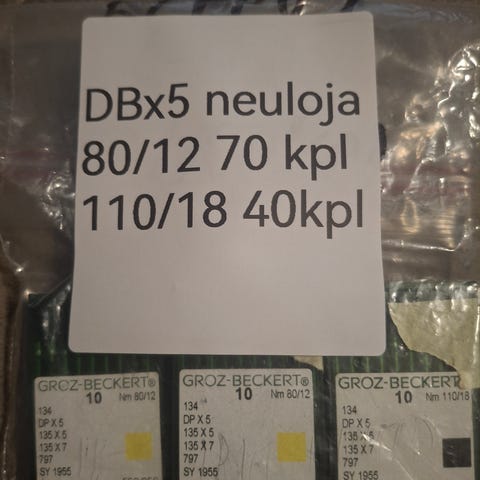 DBx5 neuloja
80/12 70 kpl
110/18 40kpl
GROZ-BECKERT®
10 Nm 80/12
134
DP X 5
135 X 5
135 X 7
797
SY 1955
GROZ-BECKERT®
10 Nm 80/12
134
DP X 5
135 X 5
135 X 7
797
SY 1955
GROZ-BECKERT
10 Nm 110/18
134
DP X 5
135 X 5
135 X 7
797
SY 1955